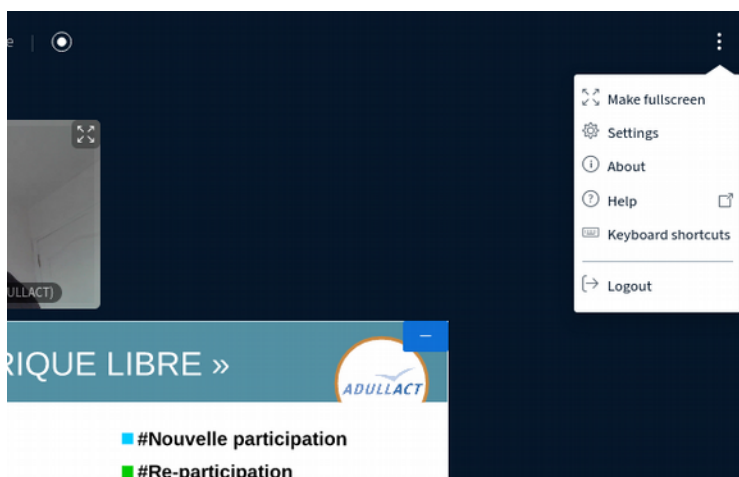 e |
Make fullscreen
Settings
About
Help
Keyboard shortcuts
Logout
ULLACT)
RIQUE LIBRE »
ADULLACT
#Nouvelle participation
#Re-participation